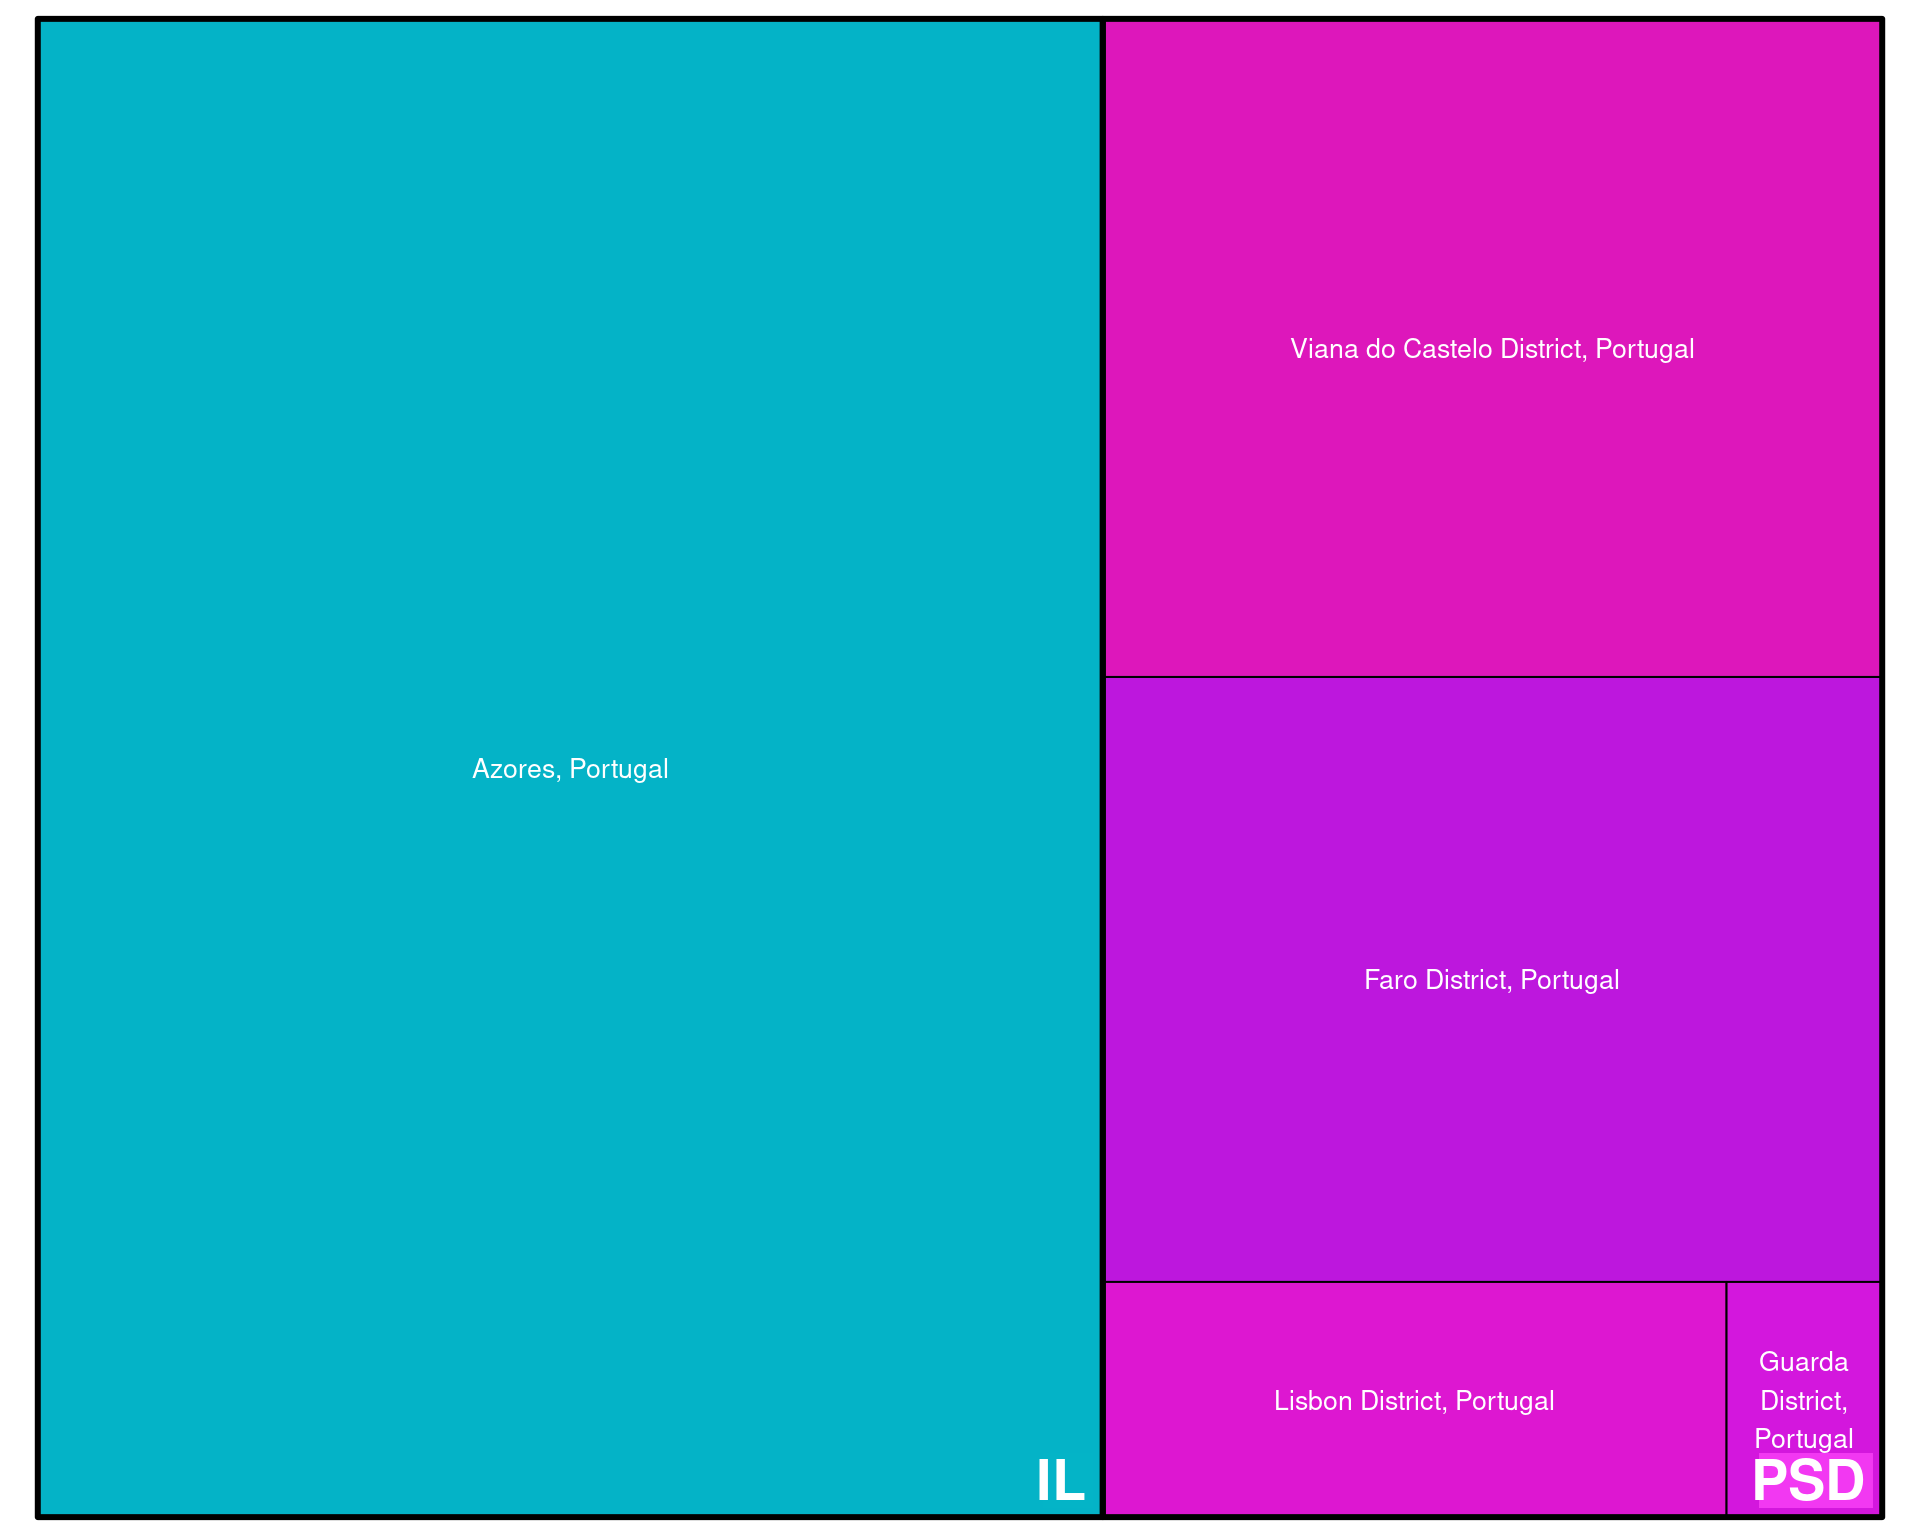 Azores, Portugal
IL
Viana do Castelo District, Portugal
Faro District, Portugal
Lisbon District, Portugal
Guarda
District,
Portugal
PSD